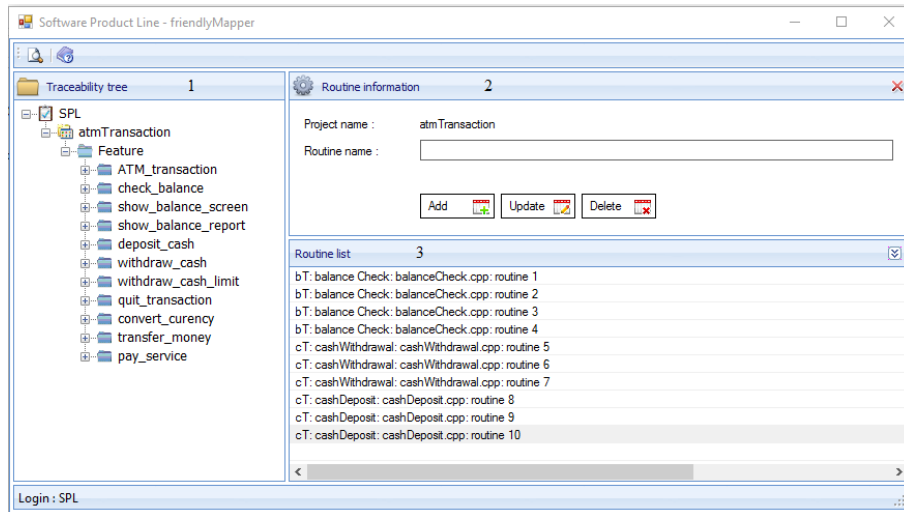 Software Product Line - friendlyMapper
Traceability tree 1
SPL
atmTransaction
Feature
ATM_transaction
check_balance
show_balance_screen
show_balance_report
deposit_cash
withdraw_cash
withdraw_cash_limit
quit_transaction
convert_curency
transfer_money
pay_service
Routine information 2
Project name : atmTransaction
Routine name :
Add Update Delete
Routine list 3
bT: balance Check: balanceCheck.cpp: routine 1
bT: balance Check: balanceCheck.cpp: routine 2
bT: balance Check: balanceCheck.cpp: routine 3
bT: balance Check: balanceCheck.cpp: routine 4
cT: cashWithdrawal: cashWithdrawal.cpp: routine 5
cT: cashWithdrawal: cashWithdrawal.cpp: routine 6
cT: cashWithdrawal: cashWithdrawal.cpp: routine 7
cT: cashDeposit: cashDeposit.cpp: routine 8
cT: cashDeposit: cashDeposit.cpp: routine 9
cT: cashDeposit: cashDeposit.cpp: routine 10
Login : SPL